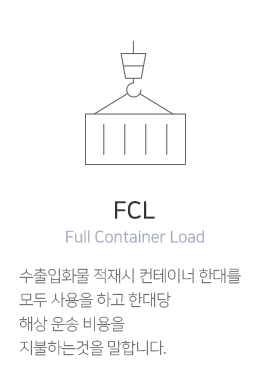 FCL
Full Container Load
수출입화물 적재시 컨테이너 한대를
모두 사용을 하고 한대당
해상 운송 비용을
지불하는것을 말합니다.